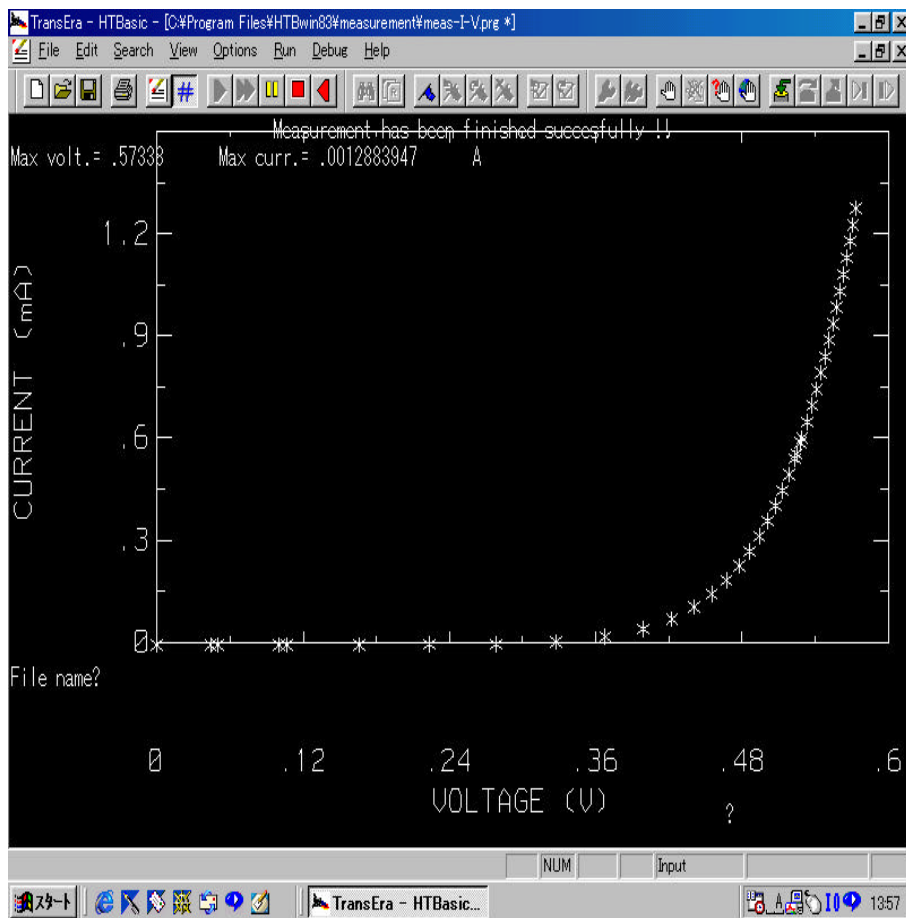 TransEra - HTBasic - [C:¥Program Files¥HTBwin83¥measurement¥meas-I-V.prg *]
File Edit Search View Options Run Debug Help
Measurement has been finished succesfully !!
Max volt.= .57338 Max curr.= .0012883947 A
1.2
.9
.6
.3
0
CURRENT (mA)
File name?
0 .12 .24 .36 .48 .6
VOLTAGE (V)
?
NUM Input
スタート TransEra - HTBasic... 13:57